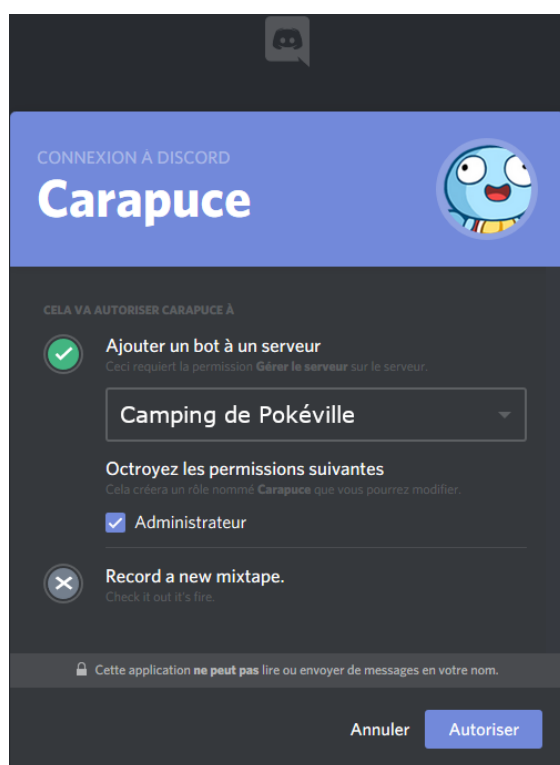 CONNEXION À DISCORD
Carapuce
CELA VA AUTORISER CARAPUCE À
Ajouter un bot à un serveur
Ceci requiert la permission Gérer le serveur sur le serveur.
Camping de Pokéville
Octroyez les permissions suivantes
Cela créera un rôle nommé Carapuce que vous pourrez modifier.
Administrateur
Record a new mixtape.
Check it out it's fire.
Cette application ne peut pas lire ou envoyer de messages en votre nom.
Annuler
Autoriser